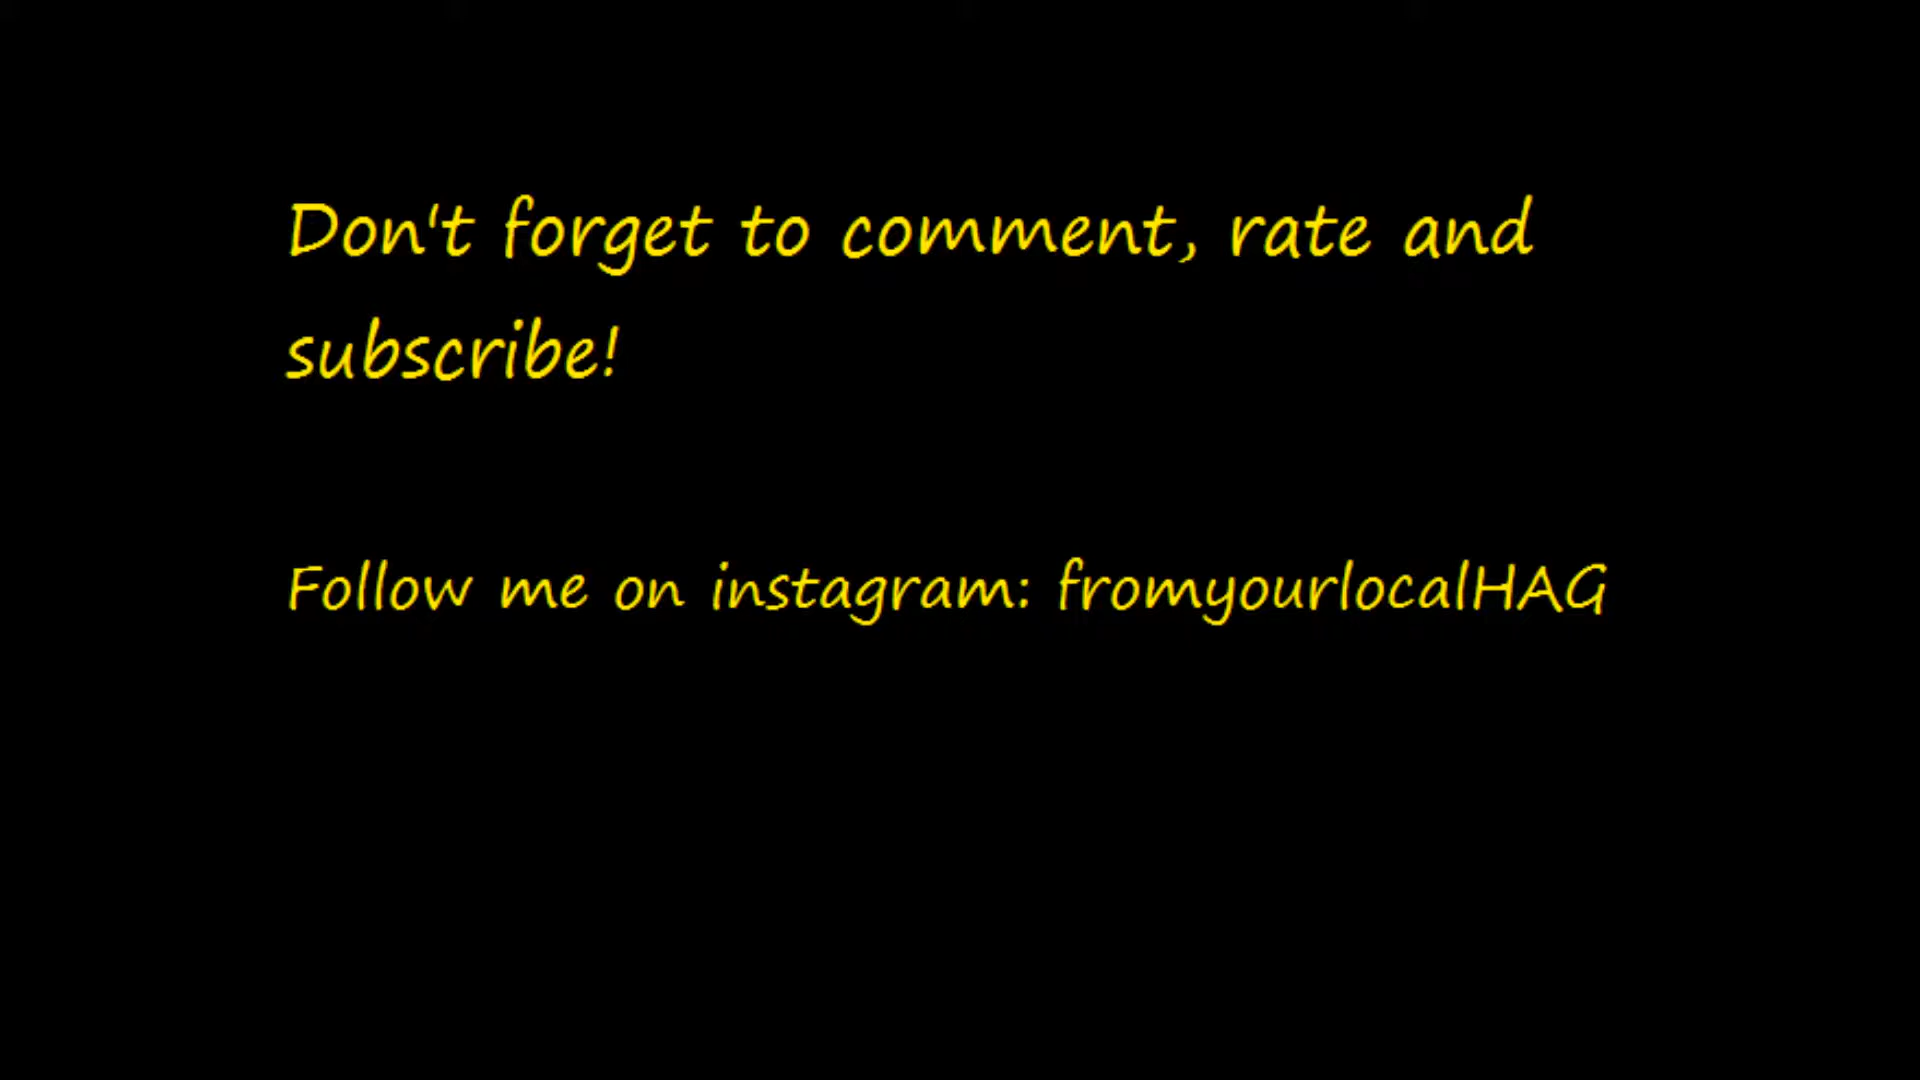 Don't forget to comment, rate and
subscribe!
Follow me on instagram: fromyourlocalHAG